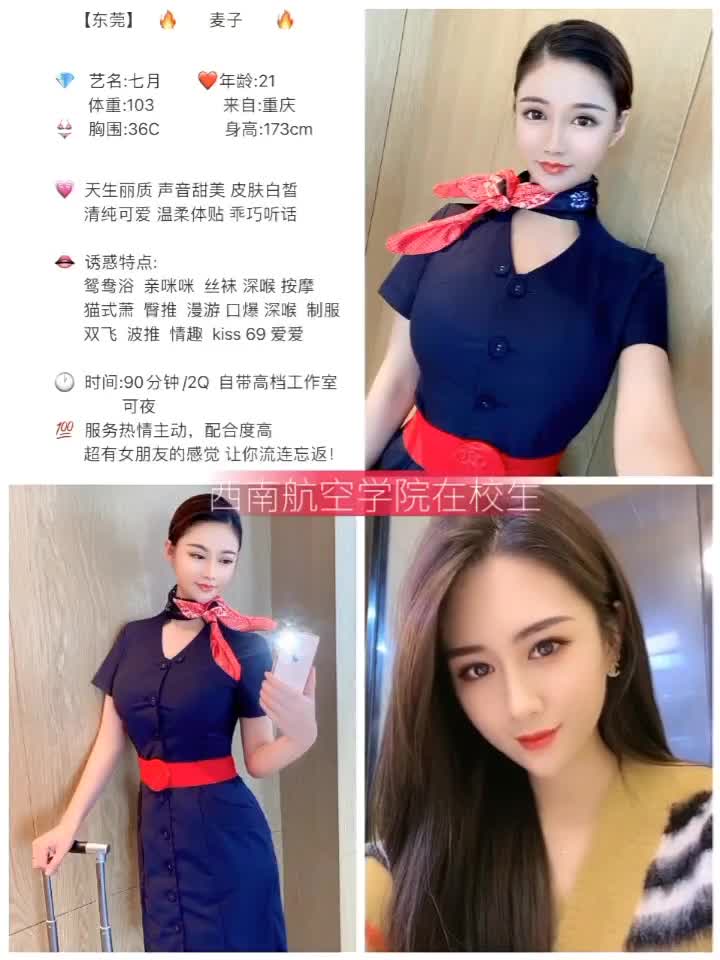 【东莞】 🔥 麦子 🔥
💎 艺名:七月 ❤️年龄:21
体重:103 来自:重庆
👙 胸围:36C 身高:173cm
💗 天生丽质 声音甜美 皮肤白皙
清纯可爱 温柔体贴 乖巧听话
👄 诱惑特点:
鸳鸯浴 亲咪咪 丝袜 深喉 按摩
猫式萧 臀推 漫游 口爆 深喉 制服
双飞 波推 情趣 kiss 69 爱爱
🕐 时间:90分钟/2Q 自带高档工作室
可夜
💯 服务热情主动，配合度高
超有女朋友的感觉 让你流连忘返!
西南航空学院在校生